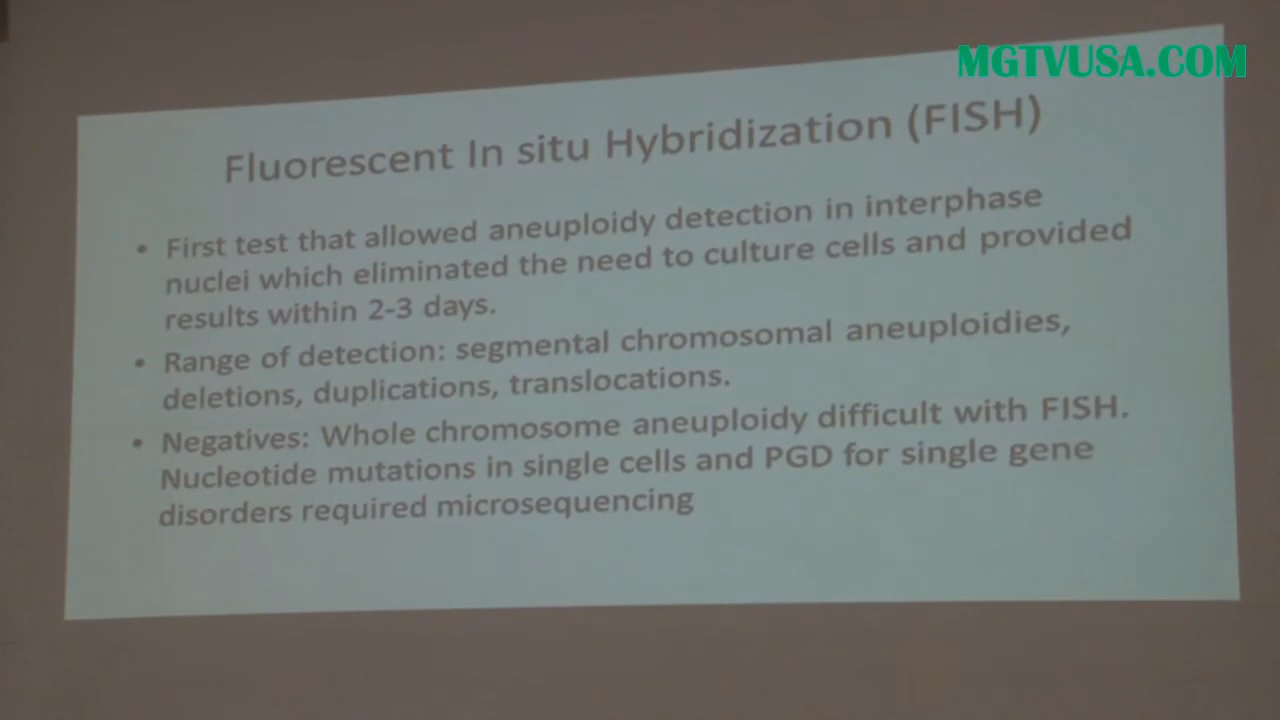 MGTVUSA.COM
Fluorescent In situ Hybridization (FISH)
• First test that allowed aneuploidy detection in interphase
nuclei which eliminated the need to culture cells and provided
results within 2-3 days.
• Range of detection: segmental chromosomal aneuploidies,
deletions, duplications, translocations.
• Negatives: Whole chromosome aneuploidy difficult with FISH.
Nucleotide mutations in single cells and PGD for single gene
disorders required microsequencing